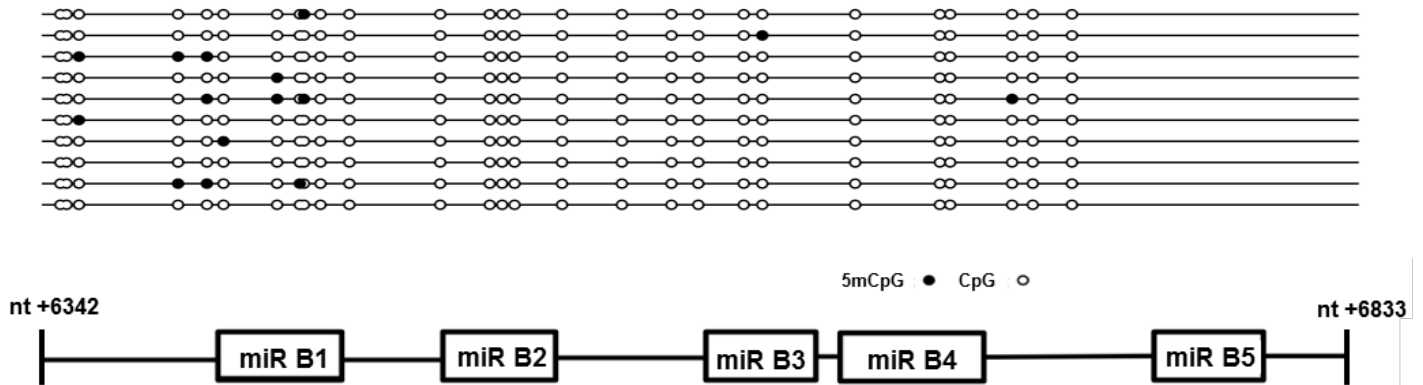 5mCpG : CpG :
nt +6342 nt +6833
miR B1 miR B2 miR B3 miR B4 miR B5